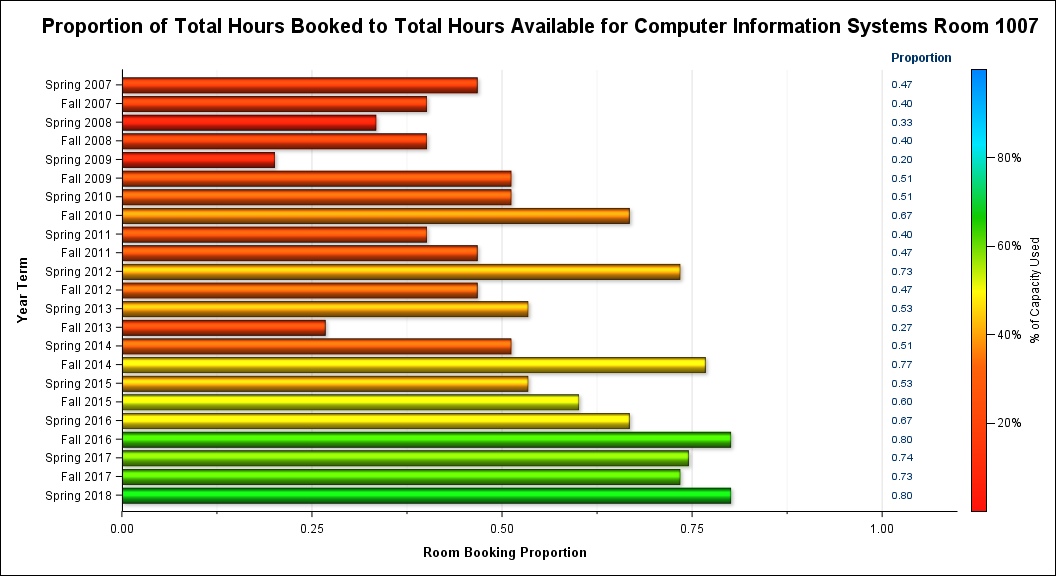 Proportion of Total Hours Booked to Total Hours Available for Computer Information Systems Room 1007
Proportion
Spring 2007 0.47
Fall 2007 0.40
Spring 2008 0.33
Fall 2008 0.40
Spring 2009 0.20
Fall 2009 0.51
Spring 2010 0.51
Fall 2010 0.67
Spring 2011 0.40
Fall 2011 0.47
Spring 2012 0.73
Fall 2012 0.47
Spring 2013 0.53
Fall 2013 0.27
Spring 2014 0.51
Fall 2014 0.77
Spring 2015 0.53
Fall 2015 0.60
Spring 2016 0.67
Fall 2016 0.80
Spring 2017 0.74
Fall 2017 0.73
Spring 2018 0.80
Year Term
0.00 0.25 0.50 0.75 1.00
Room Booking Proportion
80%
60%
40%
20%
% of Capacity Used